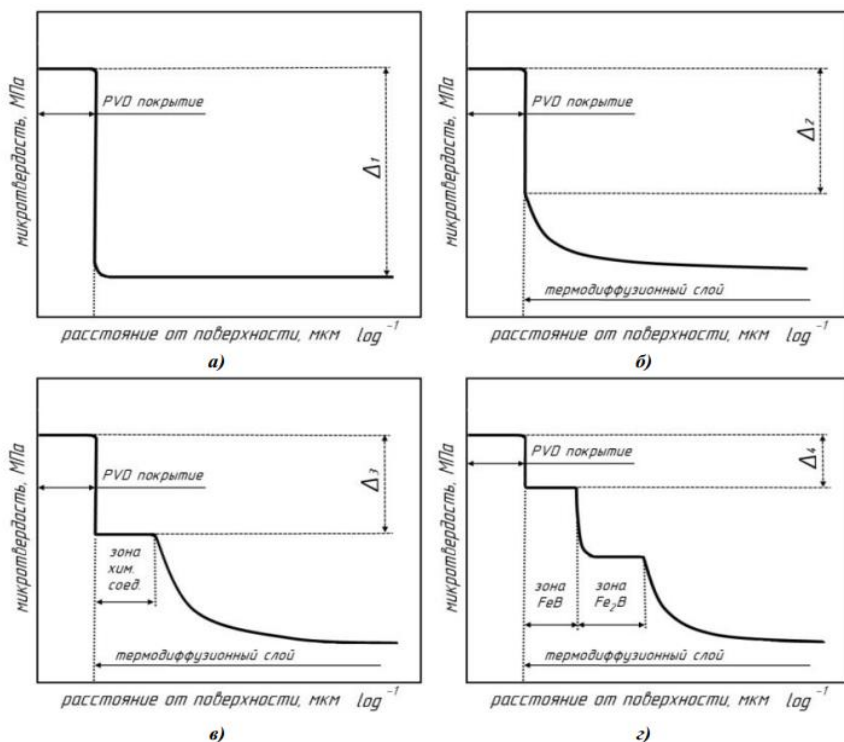 микротвердость, МПа
PVD покрытие
Δ1
расстояние от поверхности, мкм log⁻¹
а)
микротвердость, МПа
PVD покрытие
Δ2
термодиффузионный слой
расстояние от поверхности, мкм log⁻¹
б)
микротвердость, МПа
PVD покрытие
Δ3
зона
хим.
соед.
термодиффузионный слой
расстояние от поверхности, мкм log⁻¹
в)
микротвердость, МПа
PVD покрытие
Δ4
зона
FeB
зона
Fe₂B
термодиффузионный слой
расстояние от поверхности, мкм log⁻¹
г)